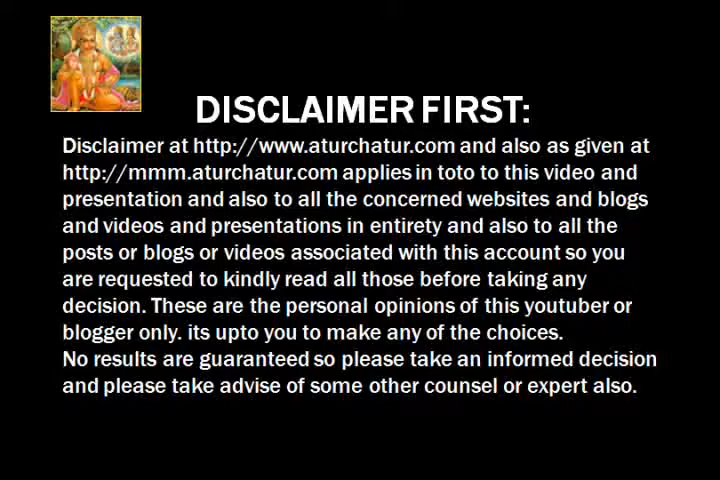 DISCLAIMER FIRST:
Disclaimer at http://www.aturchatur.com and also as given at
http://mmm.aturchatur.com applies in toto to this video and
presentation and also to all the concerned websites and blogs
and videos and presentations in entirety and also to all the
posts or blogs or videos associated with this account so you
are requested to kindly read all those before taking any
decision. These are the personal opinions of this youtuber or
blogger only. its upto you to make any of the choices.
No results are guaranteed so please take an informed decision
and please take advise of some other counsel or expert also.